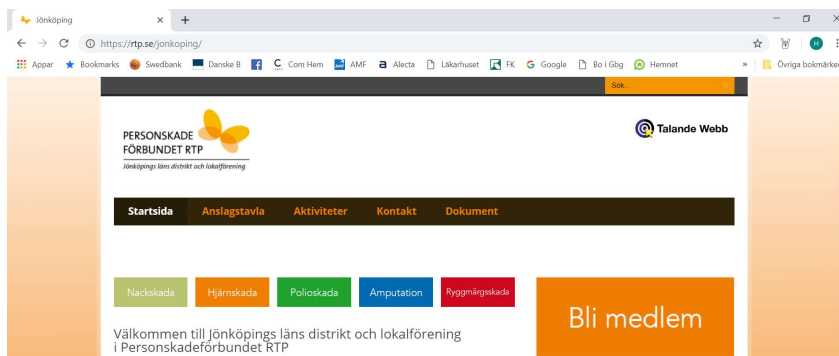 Jönköping
https://rtp.se/jonkoping/
H
Appar Bookmarks Swedbank Danske B Com Hem AMF Alecta Läkarhuset FK Google Bo i Gbg Hemnet » Övriga bokmärken
Sök...
PERSONSKADE
FÖRBUNDET RTP
Jönköpings läns distrikt och lokalförening
Talande Webb
Startsida Anslagstavla Aktiviteter Kontakt Dokument
Nackskada Hjärnskada Polioskada Amputation Ryggmärgsskada
Bli medlem
Välkommen till Jönköpings läns distrikt och lokalförening
i Personskadeförbundet RTP